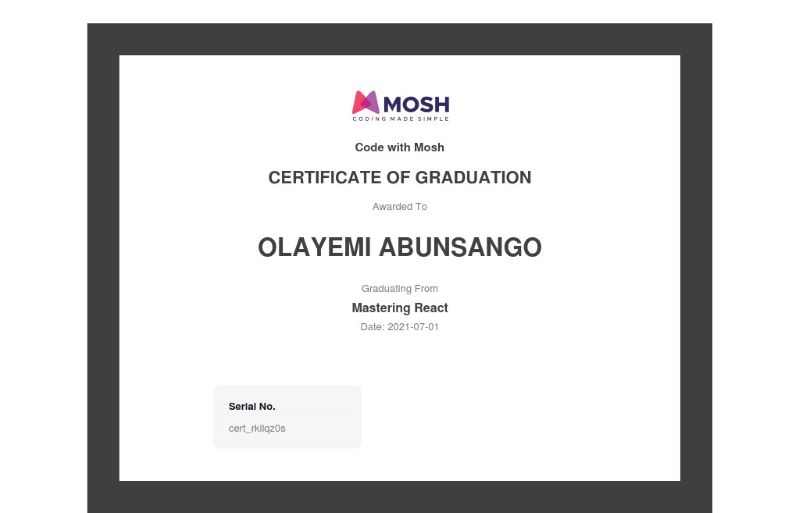 MOSH
CODING MADE SIMPLE
Code with Mosh
CERTIFICATE OF GRADUATION
Awarded To
OLAYEMI ABUNSANGO
Graduating From
Mastering React
Date: 2021-07-01
Serial No.